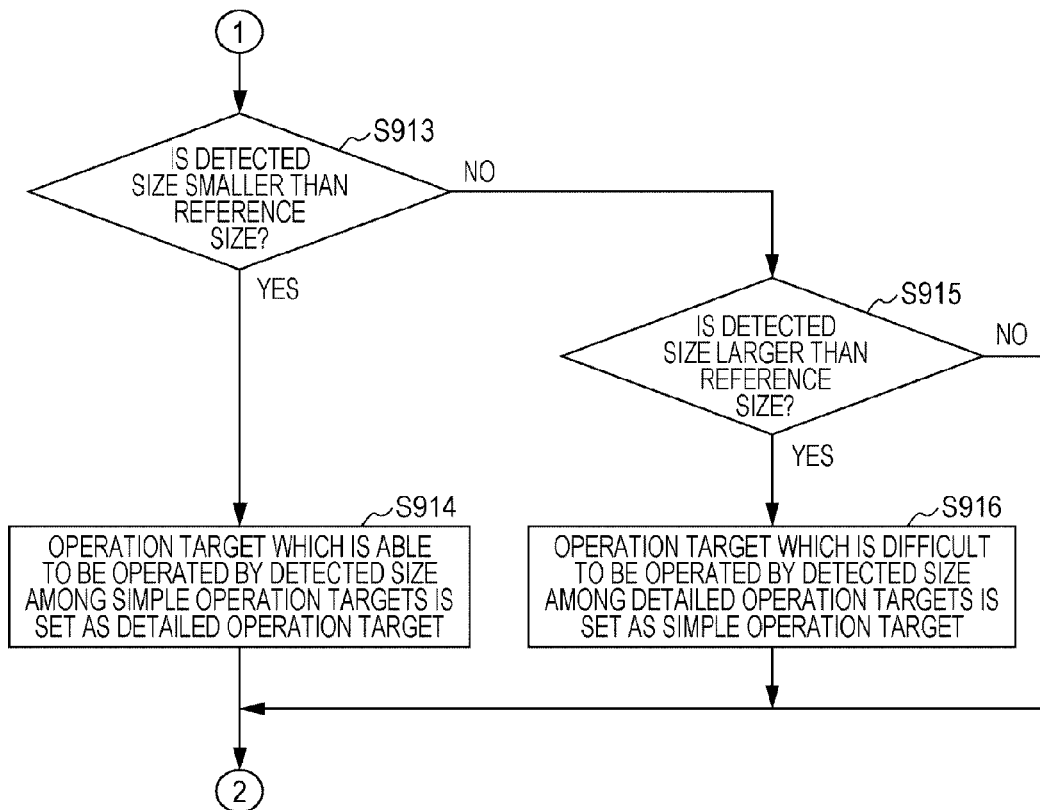 1
S913
IS DETECTED
SIZE SMALLER THAN
REFERENCE
SIZE?
NO
YES
S915
IS DETECTED
SIZE LARGER THAN
REFERENCE
SIZE?
NO
YES
S914
OPERATION TARGET WHICH IS ABLE
TO BE OPERATED BY DETECTED SIZE
AMONG SIMPLE OPERATION TARGETS IS
SET AS DETAILED OPERATION TARGET
S916
OPERATION TARGET WHICH IS DIFFICULT
TO BE OPERATED BY DETECTED SIZE
AMONG DETAILED OPERATION TARGETS IS
SET AS SIMPLE OPERATION TARGET
2